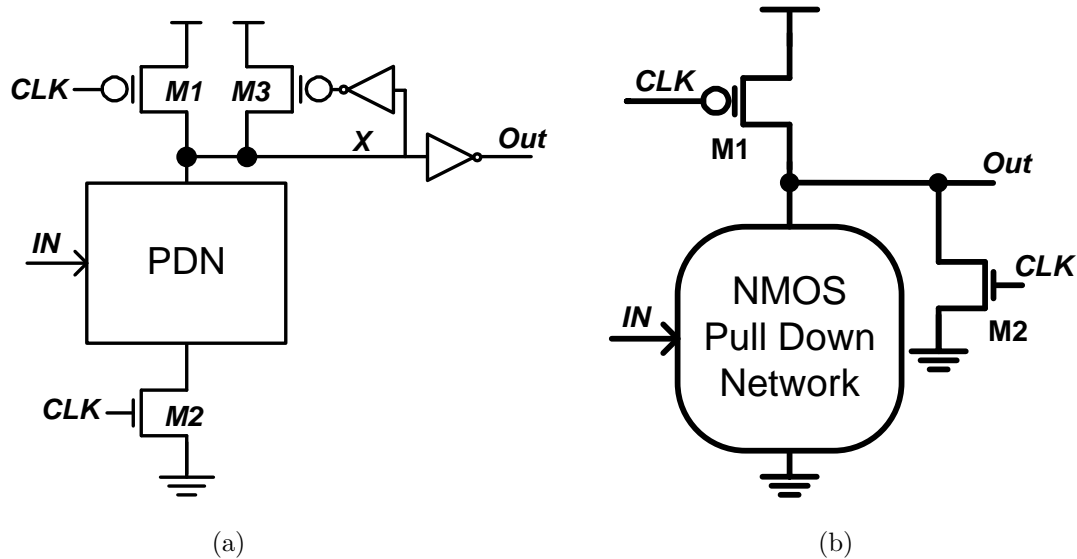 CLK
M1
M3
X
Out
IN
PDN
CLK
M2
(a)
CLK
M1
Out
IN
NMOS
Pull Down
Network
CLK
M2
(b)